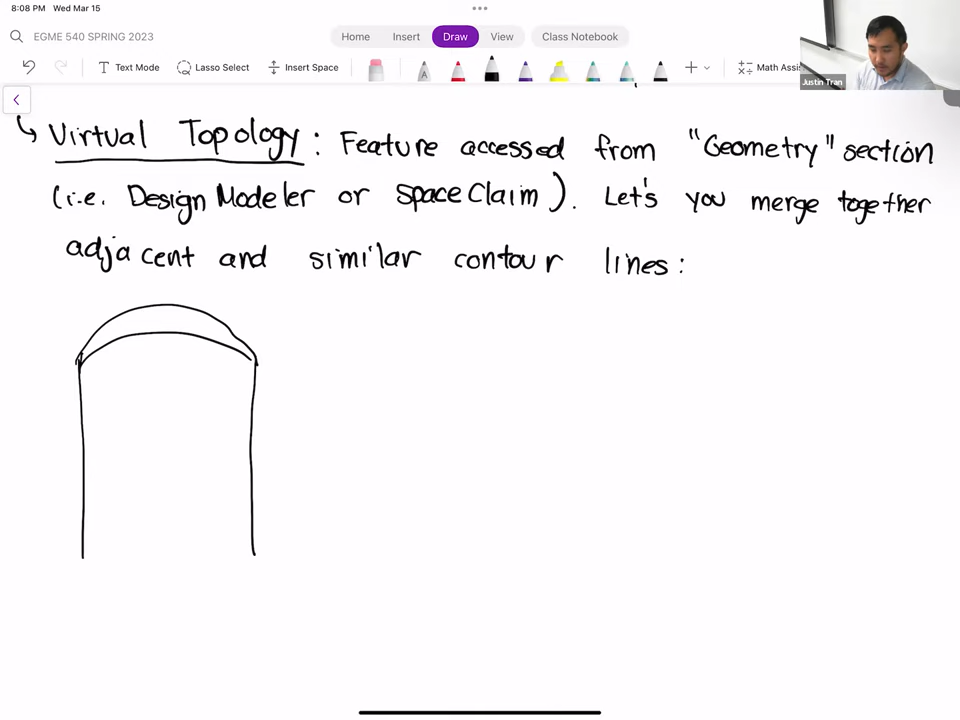 8:08 PM Wed Mar 15
EGME 540 SPRING 2023
Home Insert Draw View Class Notebook
Text Mode Lasso Select Insert Space
Justin Tran
Virtual Topology: Feature accessed from "Geometry" section
(i.e. Design Modeler or SpaceClaim). Let's you merge together
adjacent and similar contour lines: